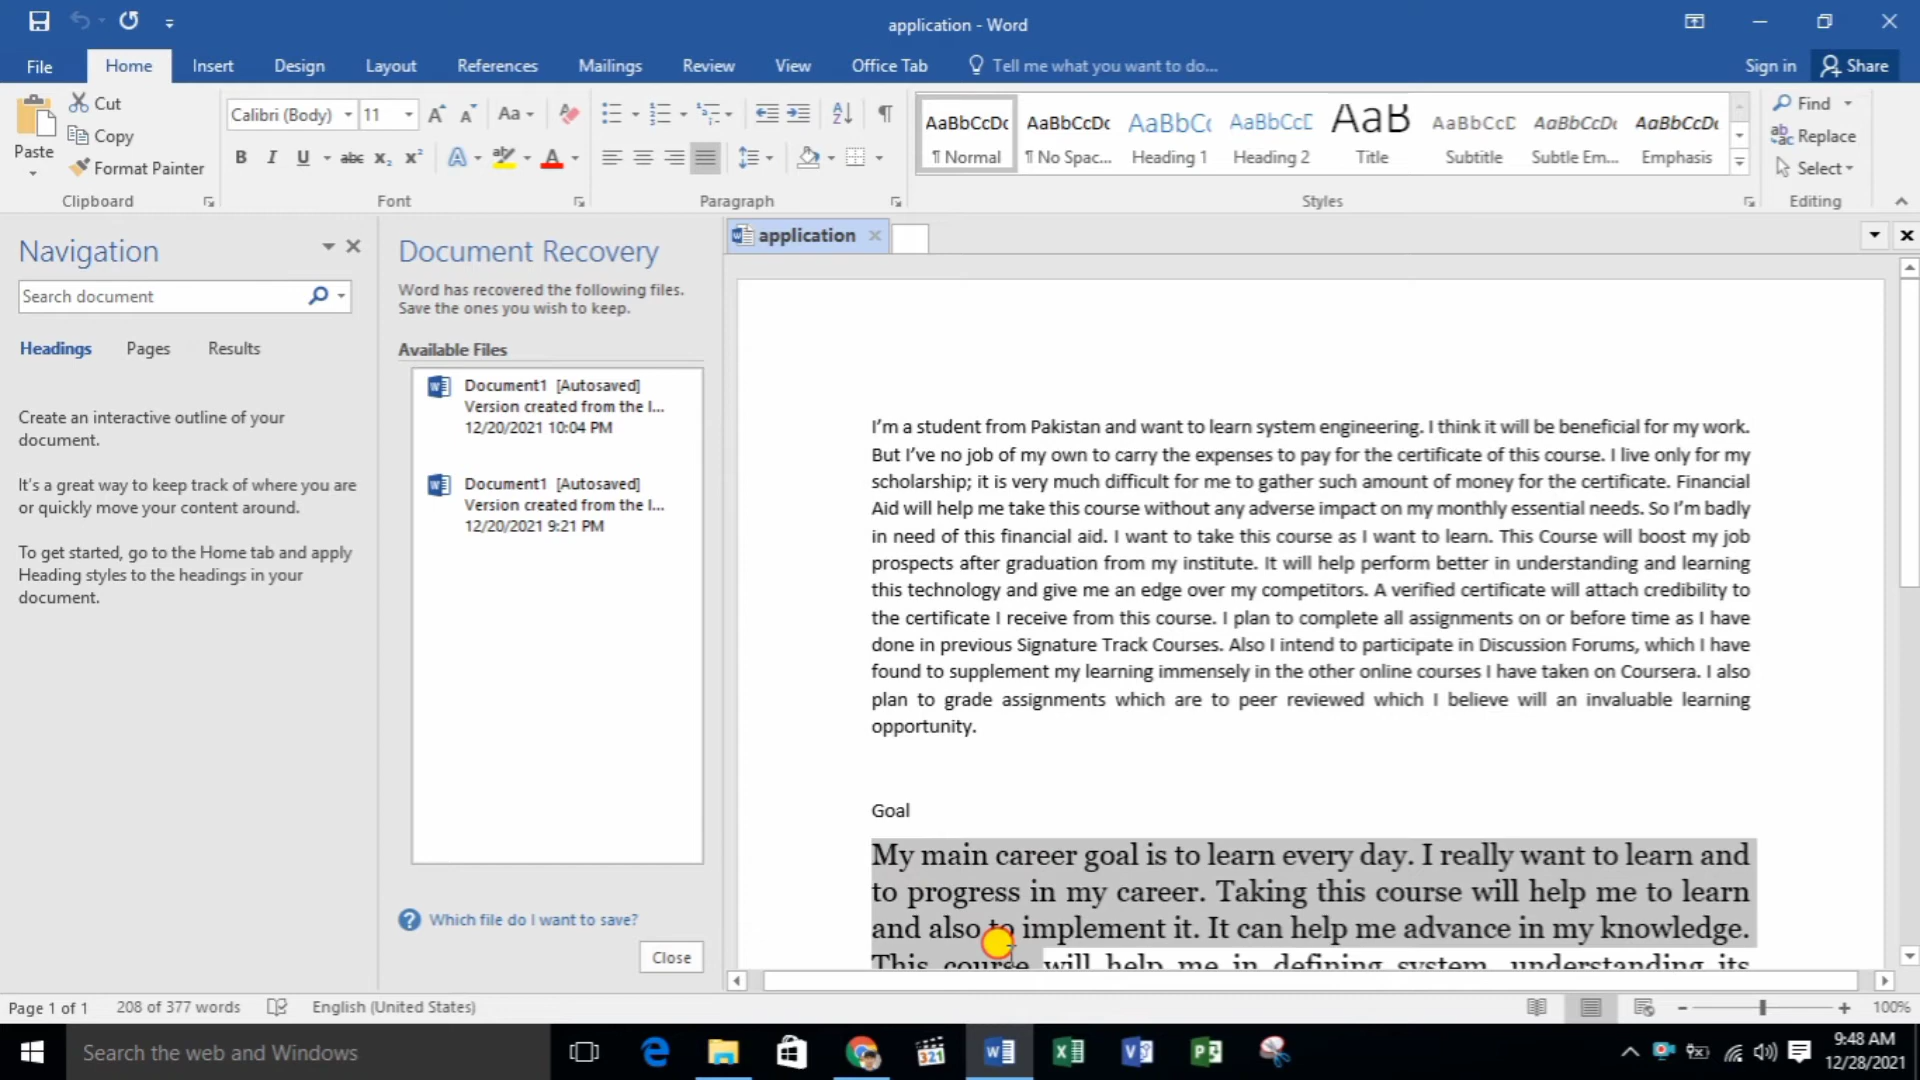 application - Word
File
Home
Insert
Design
Layout
References
Mailings
Review
View
Office Tab
Tell me what you want to do...
Sign in
Share
Paste
Cut
Copy
Format Painter
Clipboard
Calibri (Body)
11
Font
Paragraph
AaBbCcDc
¶ Normal
AaBbCcDc
¶ No Spac...
AaBbCc
Heading 1
AaBbCcD
Heading 2
AaB
Title
AaBbCcD
Subtitle
AaBbCcDc
Subtle Em...
AaBbCcDc
Emphasis
Styles
Find
Replace
Select
Editing
Navigation
Search document
Headings
Pages
Results
Create an interactive outline of your
document.
It's a great way to keep track of where you are
or quickly move your content around.
To get started, go to the Home tab and apply
Heading styles to the headings in your
document.
Document Recovery
Word has recovered the following files.
Save the ones you wish to keep.
Available Files
Document1 [Autosaved]
Version created from the l...
12/20/2021 10:04 PM
Document1 [Autosaved]
Version created from the l...
12/20/2021 9:21 PM
Which file do I want to save?
Close
application
I’m a student from Pakistan and want to learn system engineering. I think it will be beneficial for my work.
But I’ve no job of my own to carry the expenses to pay for the certificate of this course. I live only for my
scholarship; it is very much difficult for me to gather such amount of money for the certificate. Financial
Aid will help me take this course without any adverse impact on my monthly essential needs. So I’m badly
in need of this financial aid. I want to take this course as I want to learn. This Course will boost my job
prospects after graduation from my institute. It will help perform better in understanding and learning
this technology and give me an edge over my competitors. A verified certificate will attach credibility to
the certificate I receive from this course. I plan to complete all assignments on or before time as I have
done in previous Signature Track Courses. Also I intend to participate in Discussion Forums, which I have
found to supplement my learning immensely in the other online courses I have taken on Coursera. I also
plan to grade assignments which are to peer reviewed which I believe will an invaluable learning
opportunity.
Goal
My main career goal is to learn every day. I really want to learn and
to progress in my career. Taking this course will help me to learn
and also to implement it. It can help me advance in my knowledge.
This course will help me in defining system, understanding its
Page 1 of 1
208 of 377 words
English (United States)
100%
Search the web and Windows
9:48 AM
12/28/2021